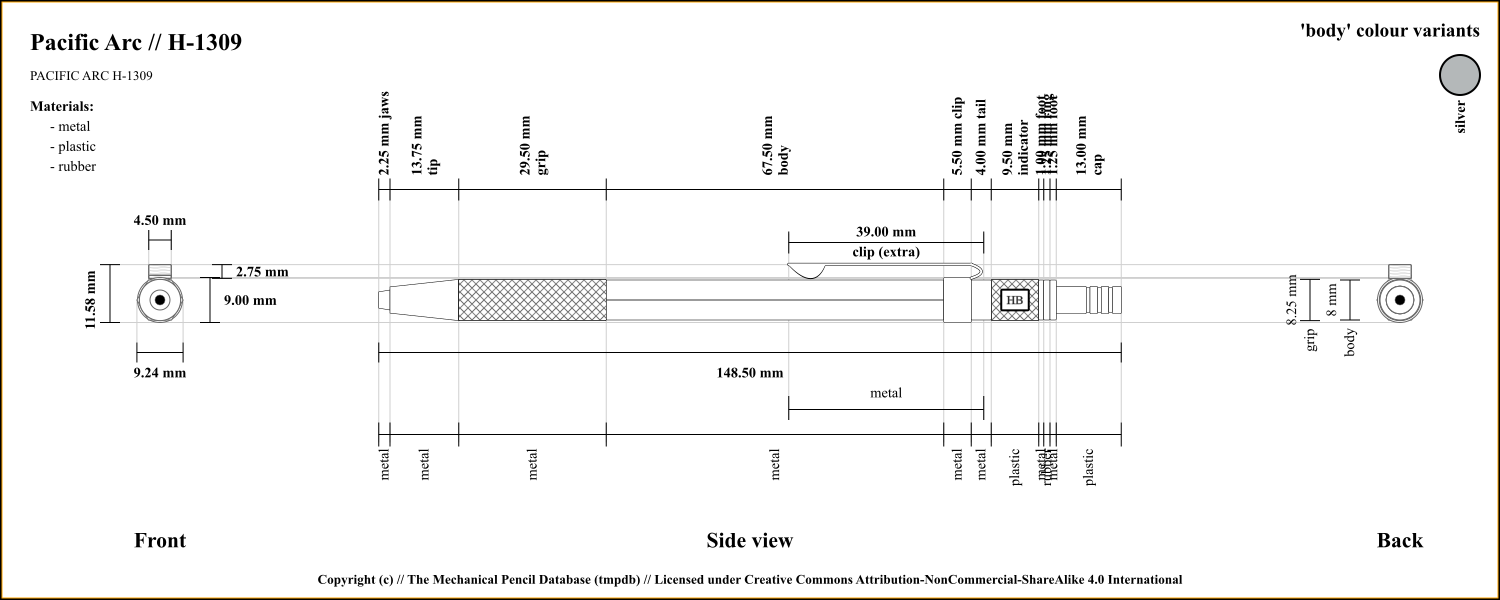 Pacific Arc // H-1309
PACIFIC ARC H-1309
Materials:
- metal
- plastic
- rubber
'body' colour variants
silver
2.25 mm jaws
13.75 mm
tip
29.50 mm
grip
67.50 mm
body
5.50 mm clip
4.00 mm tail
9.50 mm
indicator
1.00 mm foot
1.25 mm foot
13.00 mm
cap
4.50 mm
2.75 mm
9.00 mm
11.58 mm
9.24 mm
39.00 mm
clip (extra)
HB
8.25 mm
grip
8 mm
body
148.50 mm
metal
metal
metal
metal
metal
metal
metal
plastic
metal
rubber
metal
plastic
Front
Side view
Back
Copyright (c) // The Mechanical Pencil Database (tmpdb) // Licensed under Creative Commons Attribution-NonCommercial-ShareAlike 4.0 International